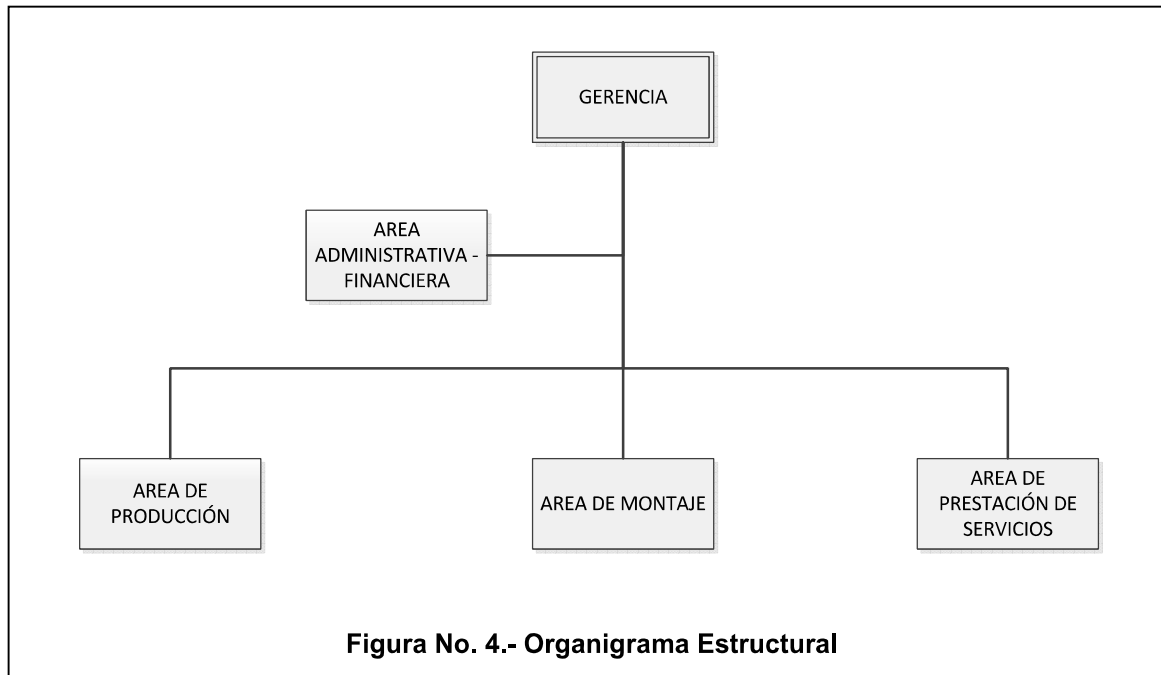 GERENCIA
AREA
ADMINISTRATIVA -
FINANCIERA
AREA DE
PRODUCCIÓN
AREA DE MONTAJE
AREA DE
PRESTACIÓN DE
SERVICIOS
Figura No. 4.- Organigrama Estructural